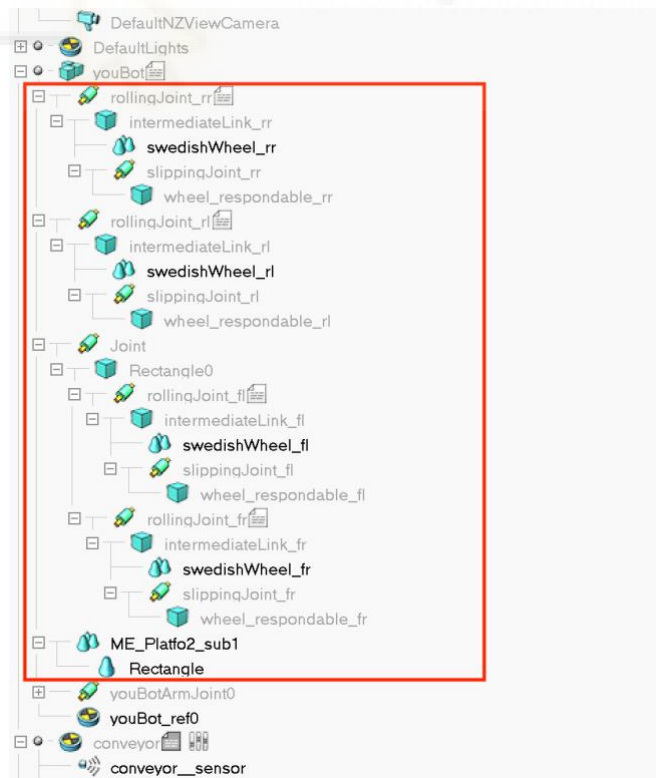 DefaultNZViewCamera
DefaultLights
youBot
rollingJoint_rr
intermediateLink_rr
swedishWheel_rr
slippingJoint_rr
wheel_respondable_rr
rollingJoint_rl
intermediateLink_rl
swedishWheel_rl
slippingJoint_rl
wheel_respondable_rl
Joint
Rectangle0
rollingJoint_fl
intermediateLink_fl
swedishWheel_fl
slippingJoint_fl
wheel_respondable_fl
rollingJoint_fr
intermediateLink_fr
swedishWheel_fr
slippingJoint_fr
wheel_respondable_fr
ME_Platfo2_sub1
Rectangle
youBotArmJoint0
youBot_ref0
conveyor
conveyor__sensor